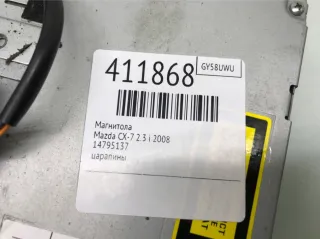 411868
GY58UWU
Магнитола
Mazda CX-7 2.3 i 2008
14795137
царапины